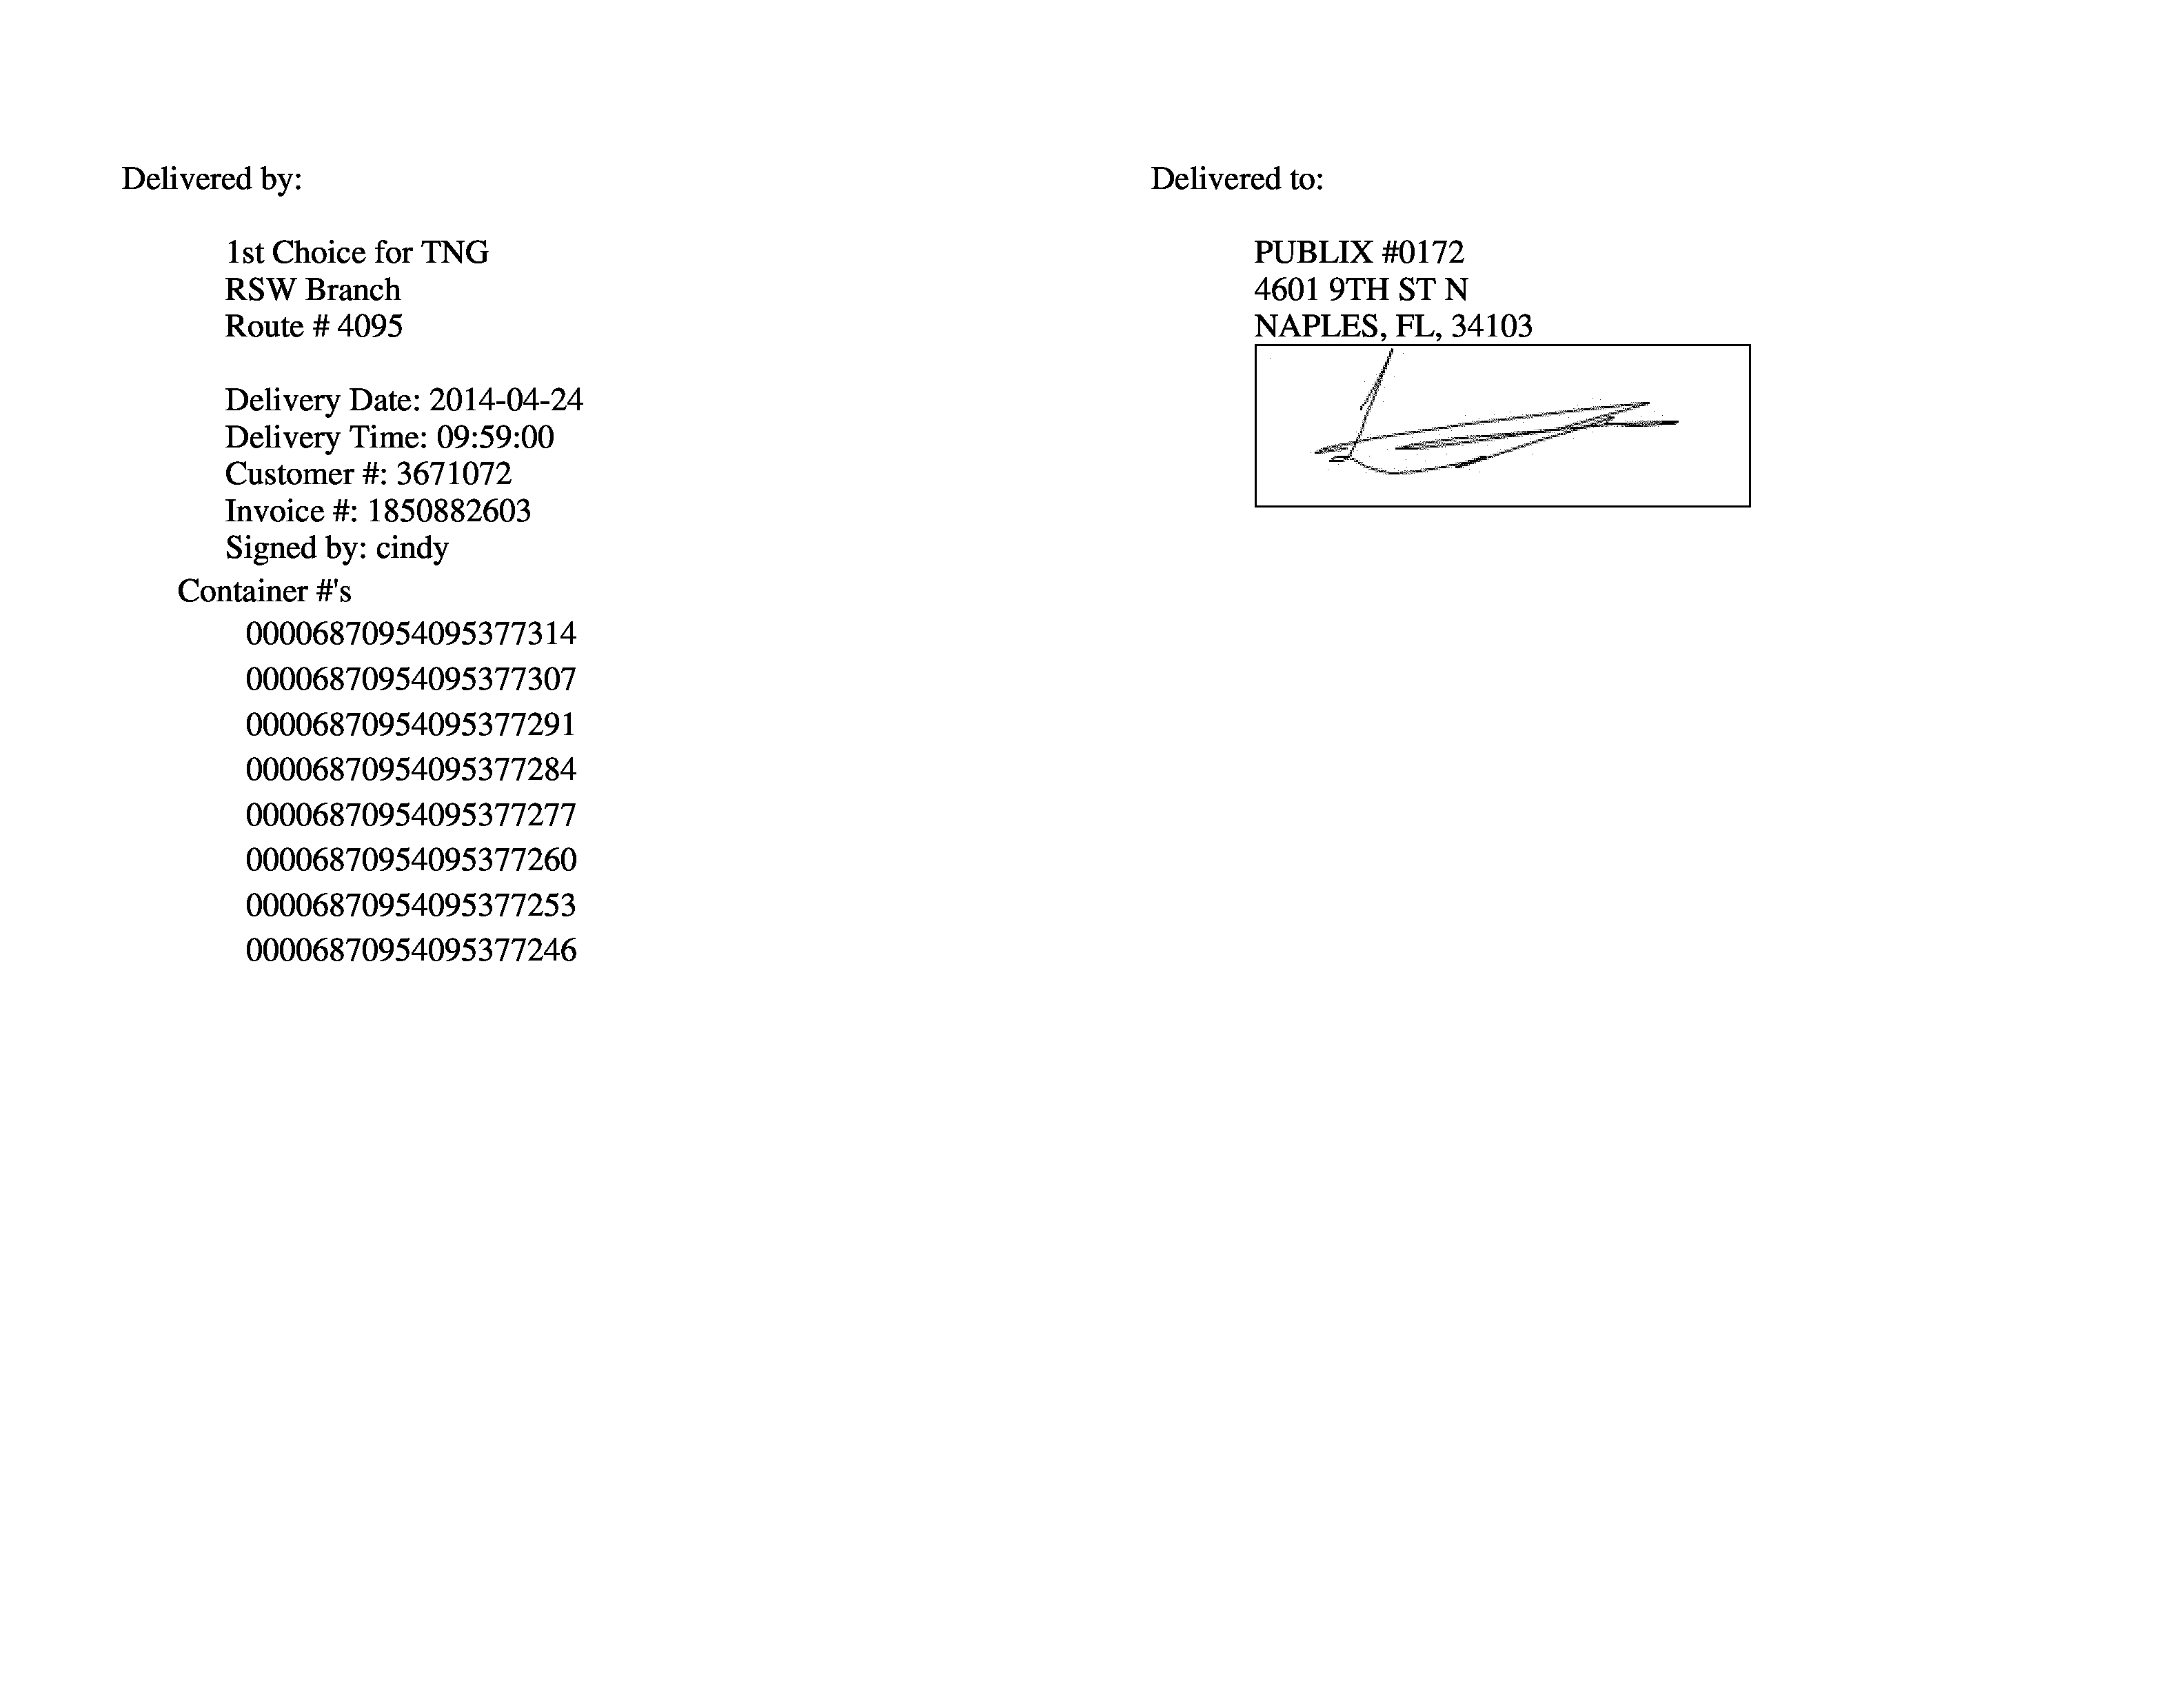 Delivered by:
1st Choice for TNG
RSW Branch
Route # 4095
Delivery Date: 2014-04-24
Delivery Time: 09:59:00
Customer #: 3671072
Invoice #: 1850882603
Signed by: cindy
Container #'s
00006870954095377314
00006870954095377307
00006870954095377291
00006870954095377284
00006870954095377277
00006870954095377260
00006870954095377253
00006870954095377246
Delivered to:
PUBLIX #0172
4601 9TH ST N
NAPLES, FL, 34103